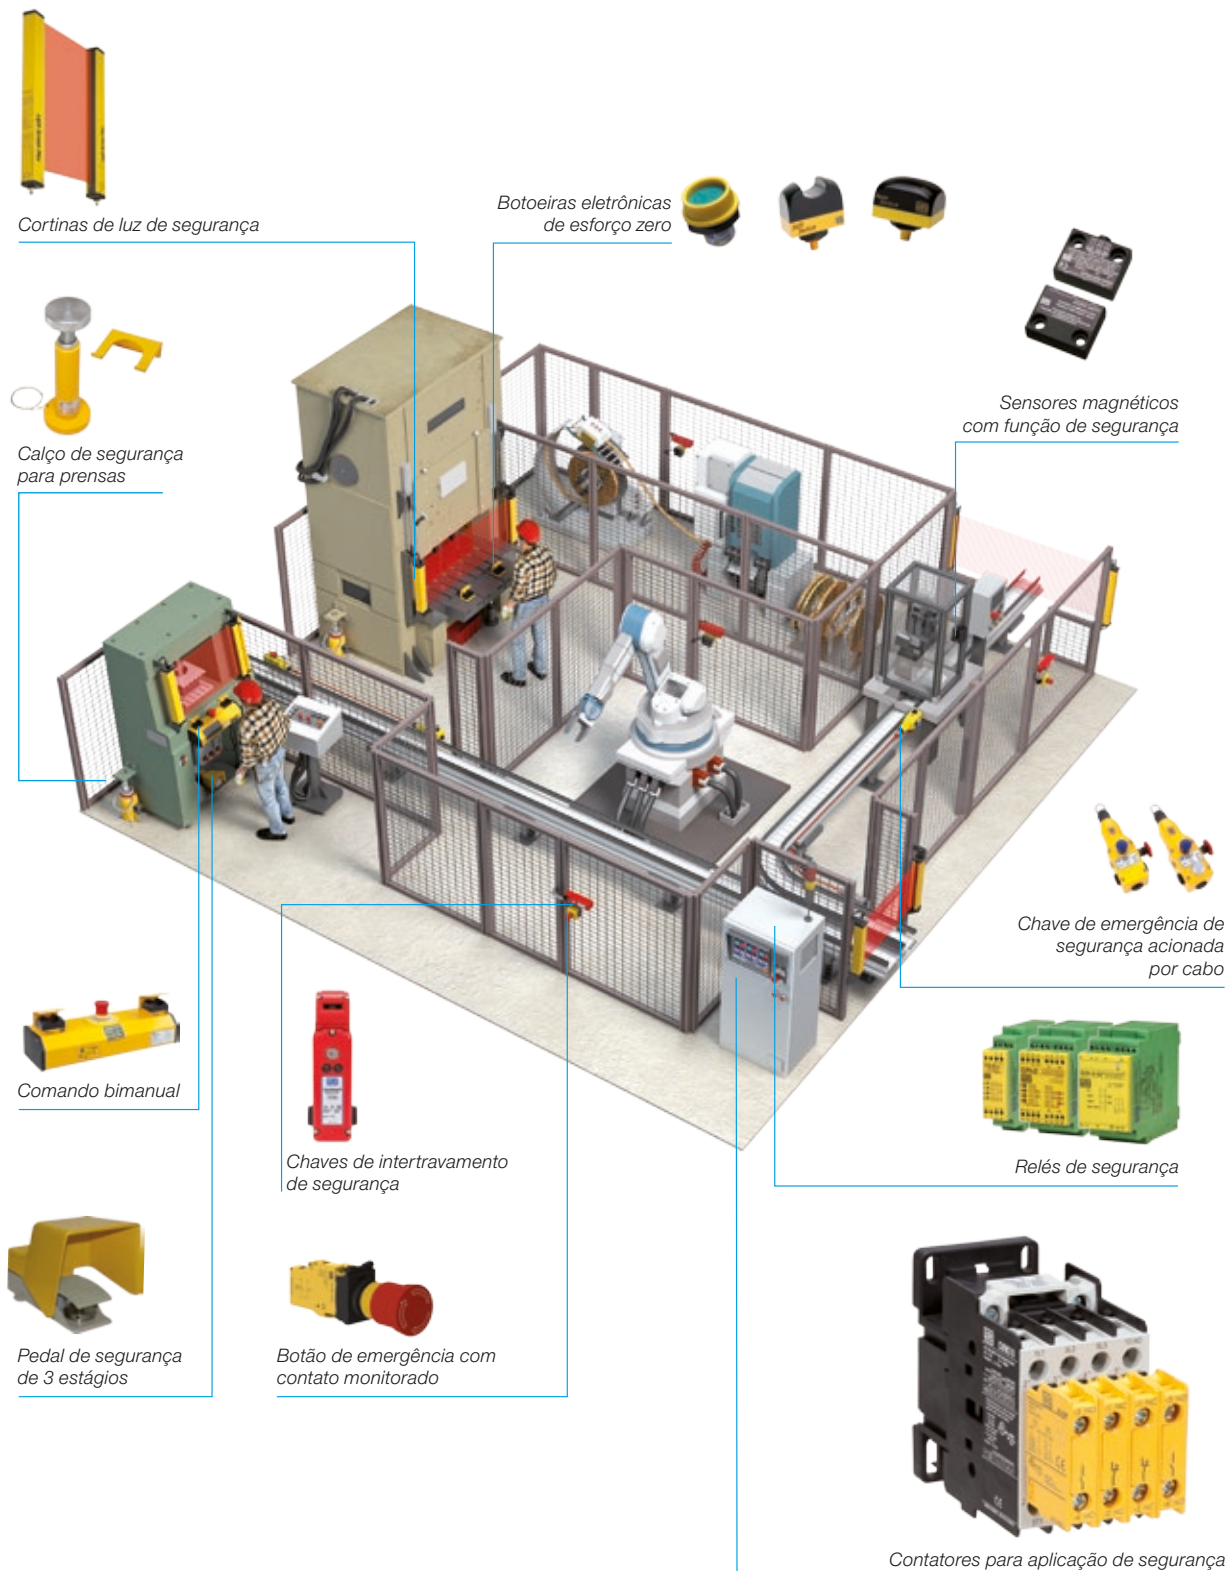 Cortinas de luz de segurança
Botoeiras eletrônicas
de esforço zero
Sensores magnéticos
com função de segurança
Calço de segurança
para prensas
Chave de emergência de
segurança acionada
por cabo
Comando bimanual
Chaves de intertravamento
de segurança
Relés de segurança
Pedal de segurança
de 3 estágios
Botão de emergência com
contato monitorado
Contatores para aplicação de segurança